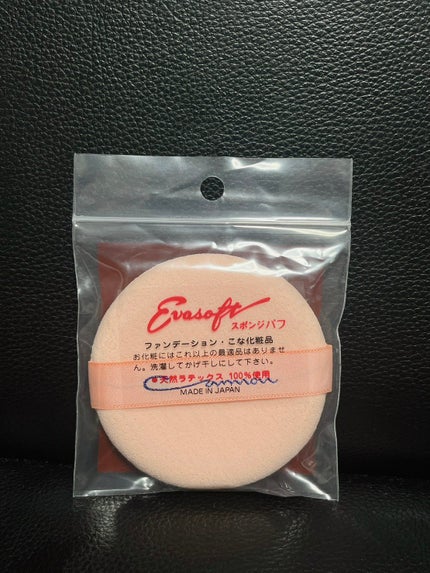 Evasoft
スポンジパフ
ファンデーション・こな化粧品
お化粧にはこれ以上の最適品はありませ
ん。洗濯してかげ干しにして下さい。
天然ラテックス 100%使用
MADE IN JAPAN